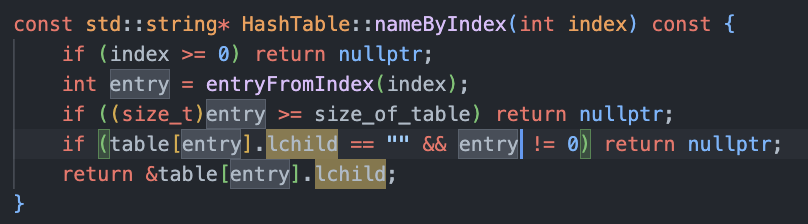 const std::string* HashTable::nameByIndex(int index) const {
if (index >= 0) return nullptr;
int entry = entryFromIndex(index);
if ((size_t)entry >= size_of_table) return nullptr;
if (table[entry].lchild == "" && entry != 0) return nullptr;
return &table[entry].lchild;
}